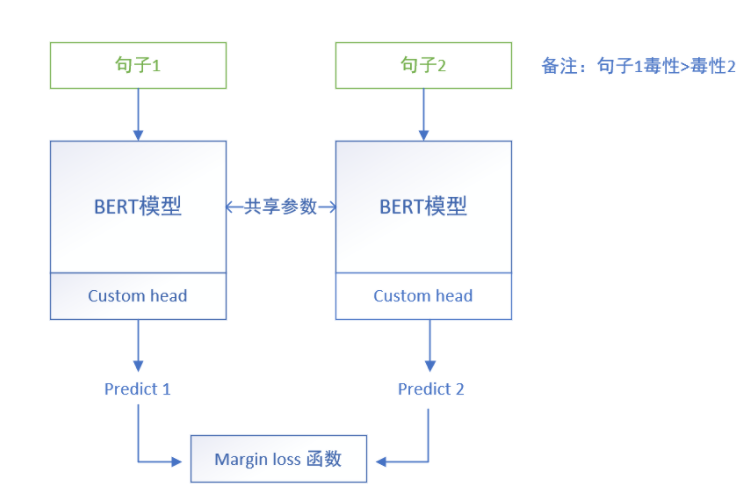 句子1
句子2
备注：句子1毒性>毒性2
BERT模型
共享参数
BERT模型
Custom head
Custom head
Predict 1
Predict 2
Margin loss 函数